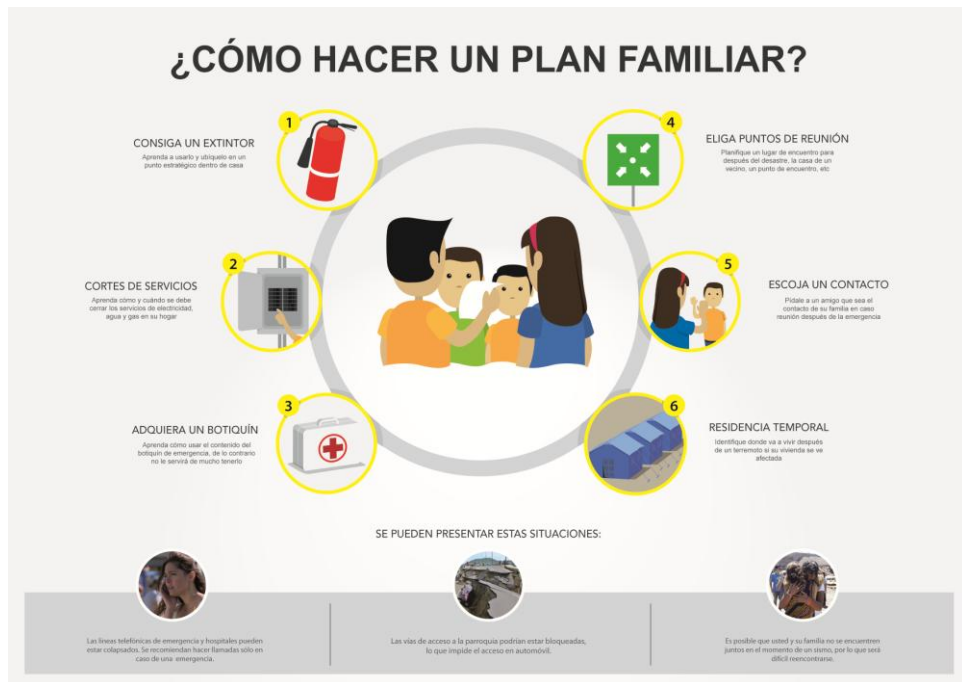 ¿CÓMO HACER UN PLAN FAMILIAR?
1
CONSIGA UN EXTINTOR
Aprenda a usarlo y ubíquelo en un
punto estratégico dentro de casa
2
CORTES DE SERVICIOS
Aprenda cómo y cuándo se debe
cerrar los servicios de electricidad,
agua y gas en su hogar
3
ADQUIERA UN BOTIQUÍN
Aprenda cómo usar el contenido del
botiquín de emergencia, de lo contrario
no le servirá de mucho tenerlo
4
ELIGA PUNTOS DE REUNIÓN
Planifique un lugar de encuentro para
después del desastre, la casa de un
vecino, un punto de encuentro, etc
5
ESCOJA UN CONTACTO
Pídale a un amigo que sea el
contacto de su familia en caso
reunión después de la emergencia
6
RESIDENCIA TEMPORAL
Identifique donde va a vivir después
de un terremoto si su vivienda se ve
afectada
SE PUEDEN PRESENTAR ESTAS SITUACIONES:
Las líneas telefónicas de emergencia y hospitales pueden
estar colapsados. Se recomiendan hacer llamadas sólo en
caso de una emergencia.
Las vías de acceso a la parroquia podrían estar bloqueadas,
lo que impide el acceso en automóvil.
Es posible que usted y su familia no se encuentren
juntos en el momento de un sismo, por lo que será
difícil reencontrarse.